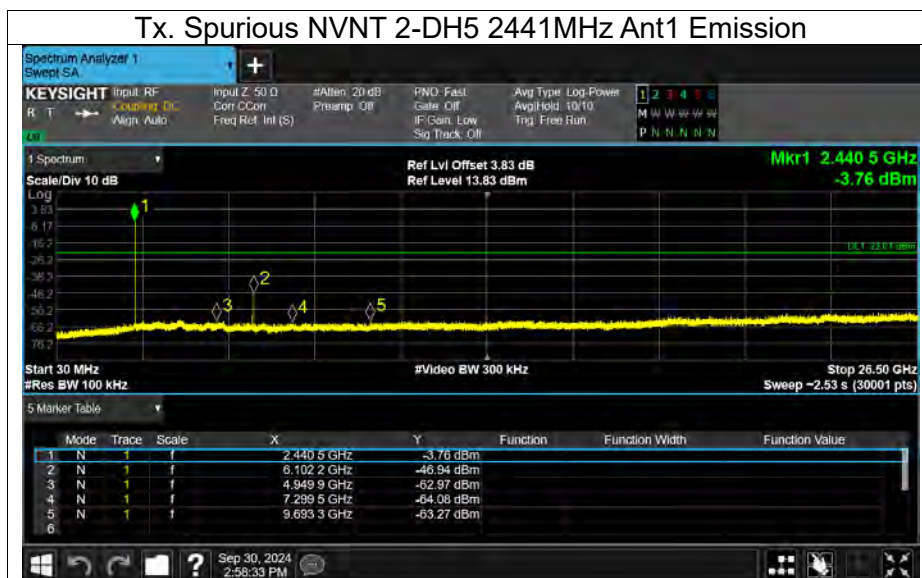 Tx. Spurious NVNT 2-DH5 2441MHz Ant1 Emission
Spectrum Analyzer 1
Swept SA
+
KEYSIGHT Input: RF Input Z: 50 Ω #Atten: 20 dB PNO: Fast Avg Type: Log-Power 1 2 3 4 5 6
R T Coupling: DC Corr CCorr Preamp: Off Gate: Off Avg|Hold: 10/10 M W W W W W
Align: Auto Freq Ref: Int (S) IF Gain: Low Trig: Free Run
Sig Track: Off P N N N N N
1 Spectrum
Scale/Div 10 dB
Ref Lvl Offset 3.83 dB
Ref Level 13.83 dBm
Mkr1 2.440 5 GHz
-3.76 dBm
Log
3.83
-6.17
-16.2
-26.2
-36.2
-46.2
-56.2
-66.2
-76.2
1
2
3
4
5
Start 30 MHz #Video BW 300 kHz Stop 26.50 GHz
#Res BW 100 kHz Sweep ~2.53 s (30001 pts)
5 Marker Table
Mode Trace Scale X Y Function Function Width Function Value
1 N 1 f 2.440 5 GHz -3.76 dBm
2 N 1 f 6.102 2 GHz -46.94 dBm
3 N 1 f 4.949 9 GHz -62.97 dBm
4 N 1 f 7.299 5 GHz -64.08 dBm
5 N 1 f 9.693 3 GHz -63.27 dBm
6
? Sep 30, 2024
2:58:33 PM